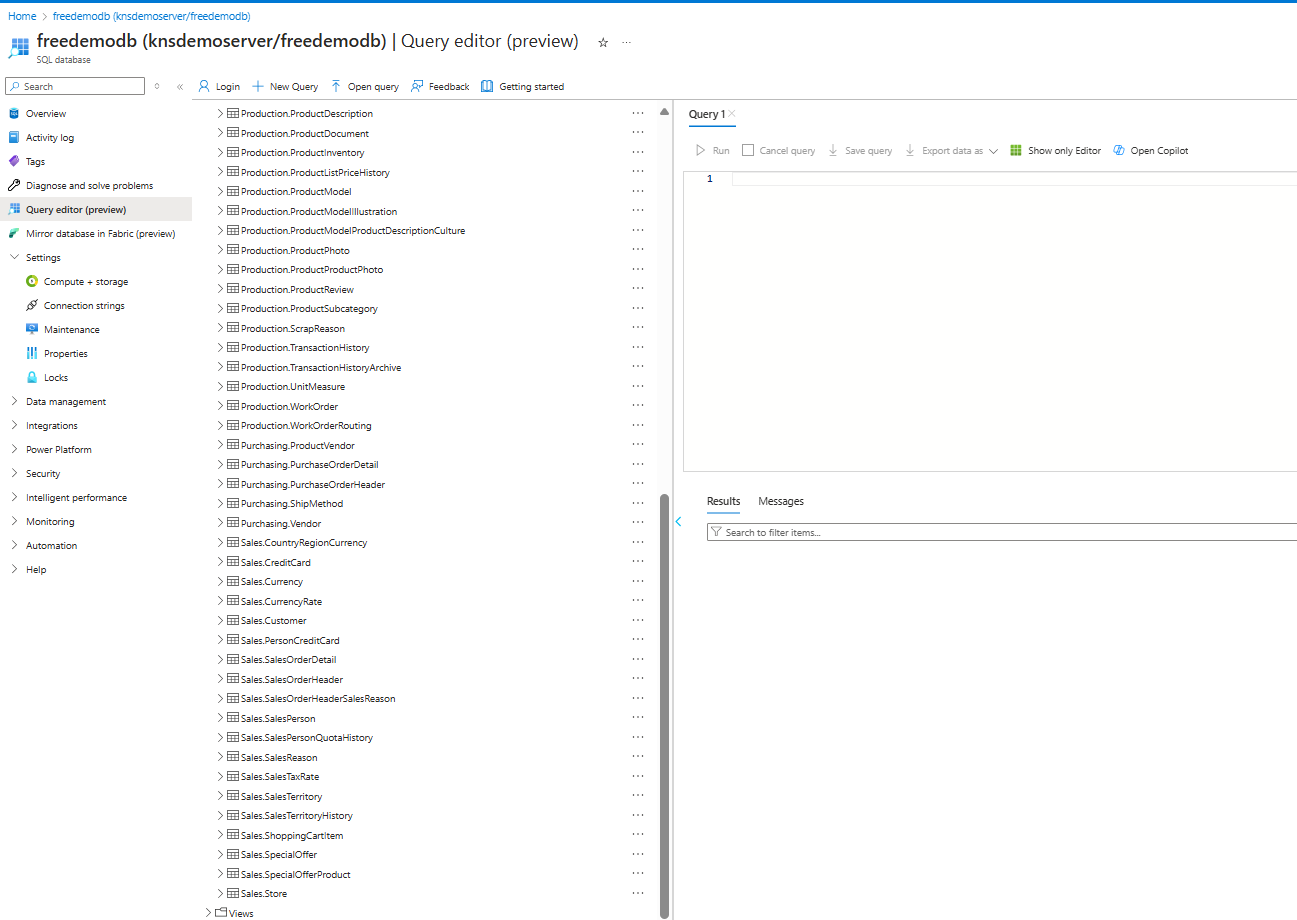 Home > freedemodb (knsdemoserver/freedemodb)
freedemodb (knsdemoserver/freedemodb) | Query editor (preview)
SQL database
Search
Login
New Query
Open query
Feedback
Getting started
Overview
Activity log
Tags
Diagnose and solve problems
Query editor (preview)
Mirror database in Fabric (preview)
Settings
Compute + storage
Connection strings
Maintenance
Properties
Locks
Data management
Integrations
Power Platform
Security
Intelligent performance
Monitoring
Automation
Help
Production.ProductDescription
Production.ProductDocument
Production.ProductInventory
Production.ProductListPriceHistory
Production.ProductModel
Production.ProductModelIllustration
Production.ProductModelProductDescriptionCulture
Production.ProductPhoto
Production.ProductProductPhoto
Production.ProductReview
Production.ProductSubcategory
Production.ScrapReason
Production.TransactionHistory
Production.TransactionHistoryArchive
Production.UnitMeasure
Production.WorkOrder
Production.WorkOrderRouting
Purchasing.ProductVendor
Purchasing.PurchaseOrderDetail
Purchasing.PurchaseOrderHeader
Purchasing.ShipMethod
Purchasing.Vendor
Sales.CountryRegionCurrency
Sales.CreditCard
Sales.Currency
Sales.CurrencyRate
Sales.Customer
Sales.PersonCreditCard
Sales.SalesOrderDetail
Sales.SalesOrderHeader
Sales.SalesOrderHeaderSalesReason
Sales.SalesPerson
Sales.SalesPersonQuotaHistory
Sales.SalesReason
Sales.SalesTaxRate
Sales.SalesTerritory
Sales.SalesTerritoryHistory
Sales.ShoppingCartItem
Sales.SpecialOffer
Sales.SpecialOfferProduct
Sales.Store
Views
Query 1
Run
Cancel query
Save query
Export data as
Show only Editor
Open Copilot
1
Results
Messages
Search to filter items...